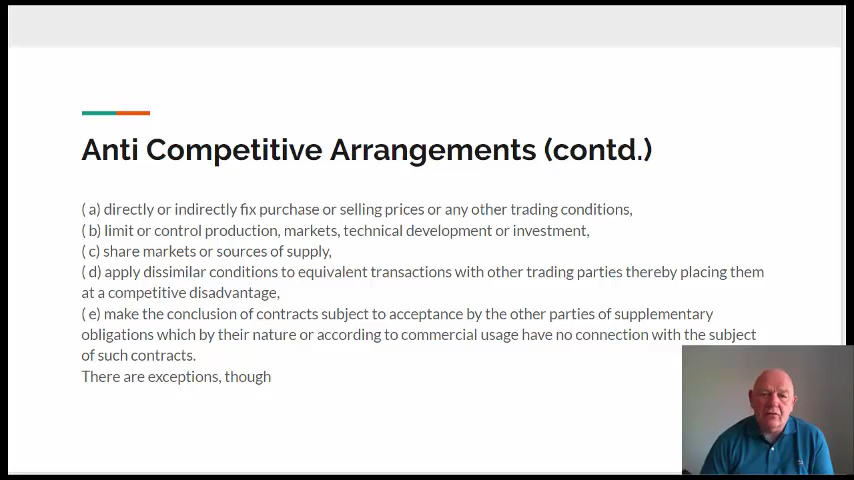 Anti Competitive Arrangements (contd.)
( a) directly or indirectly fix purchase or selling prices or any other trading conditions,
( b) limit or control production, markets, technical development or investment,
( c) share markets or sources of supply,
( d) apply dissimilar conditions to equivalent transactions with other trading parties thereby placing them
at a competitive disadvantage,
( e) make the conclusion of contracts subject to acceptance by the other parties of supplementary
obligations which by their nature or according to commercial usage have no connection with the subject
of such contracts.
There are exceptions, though